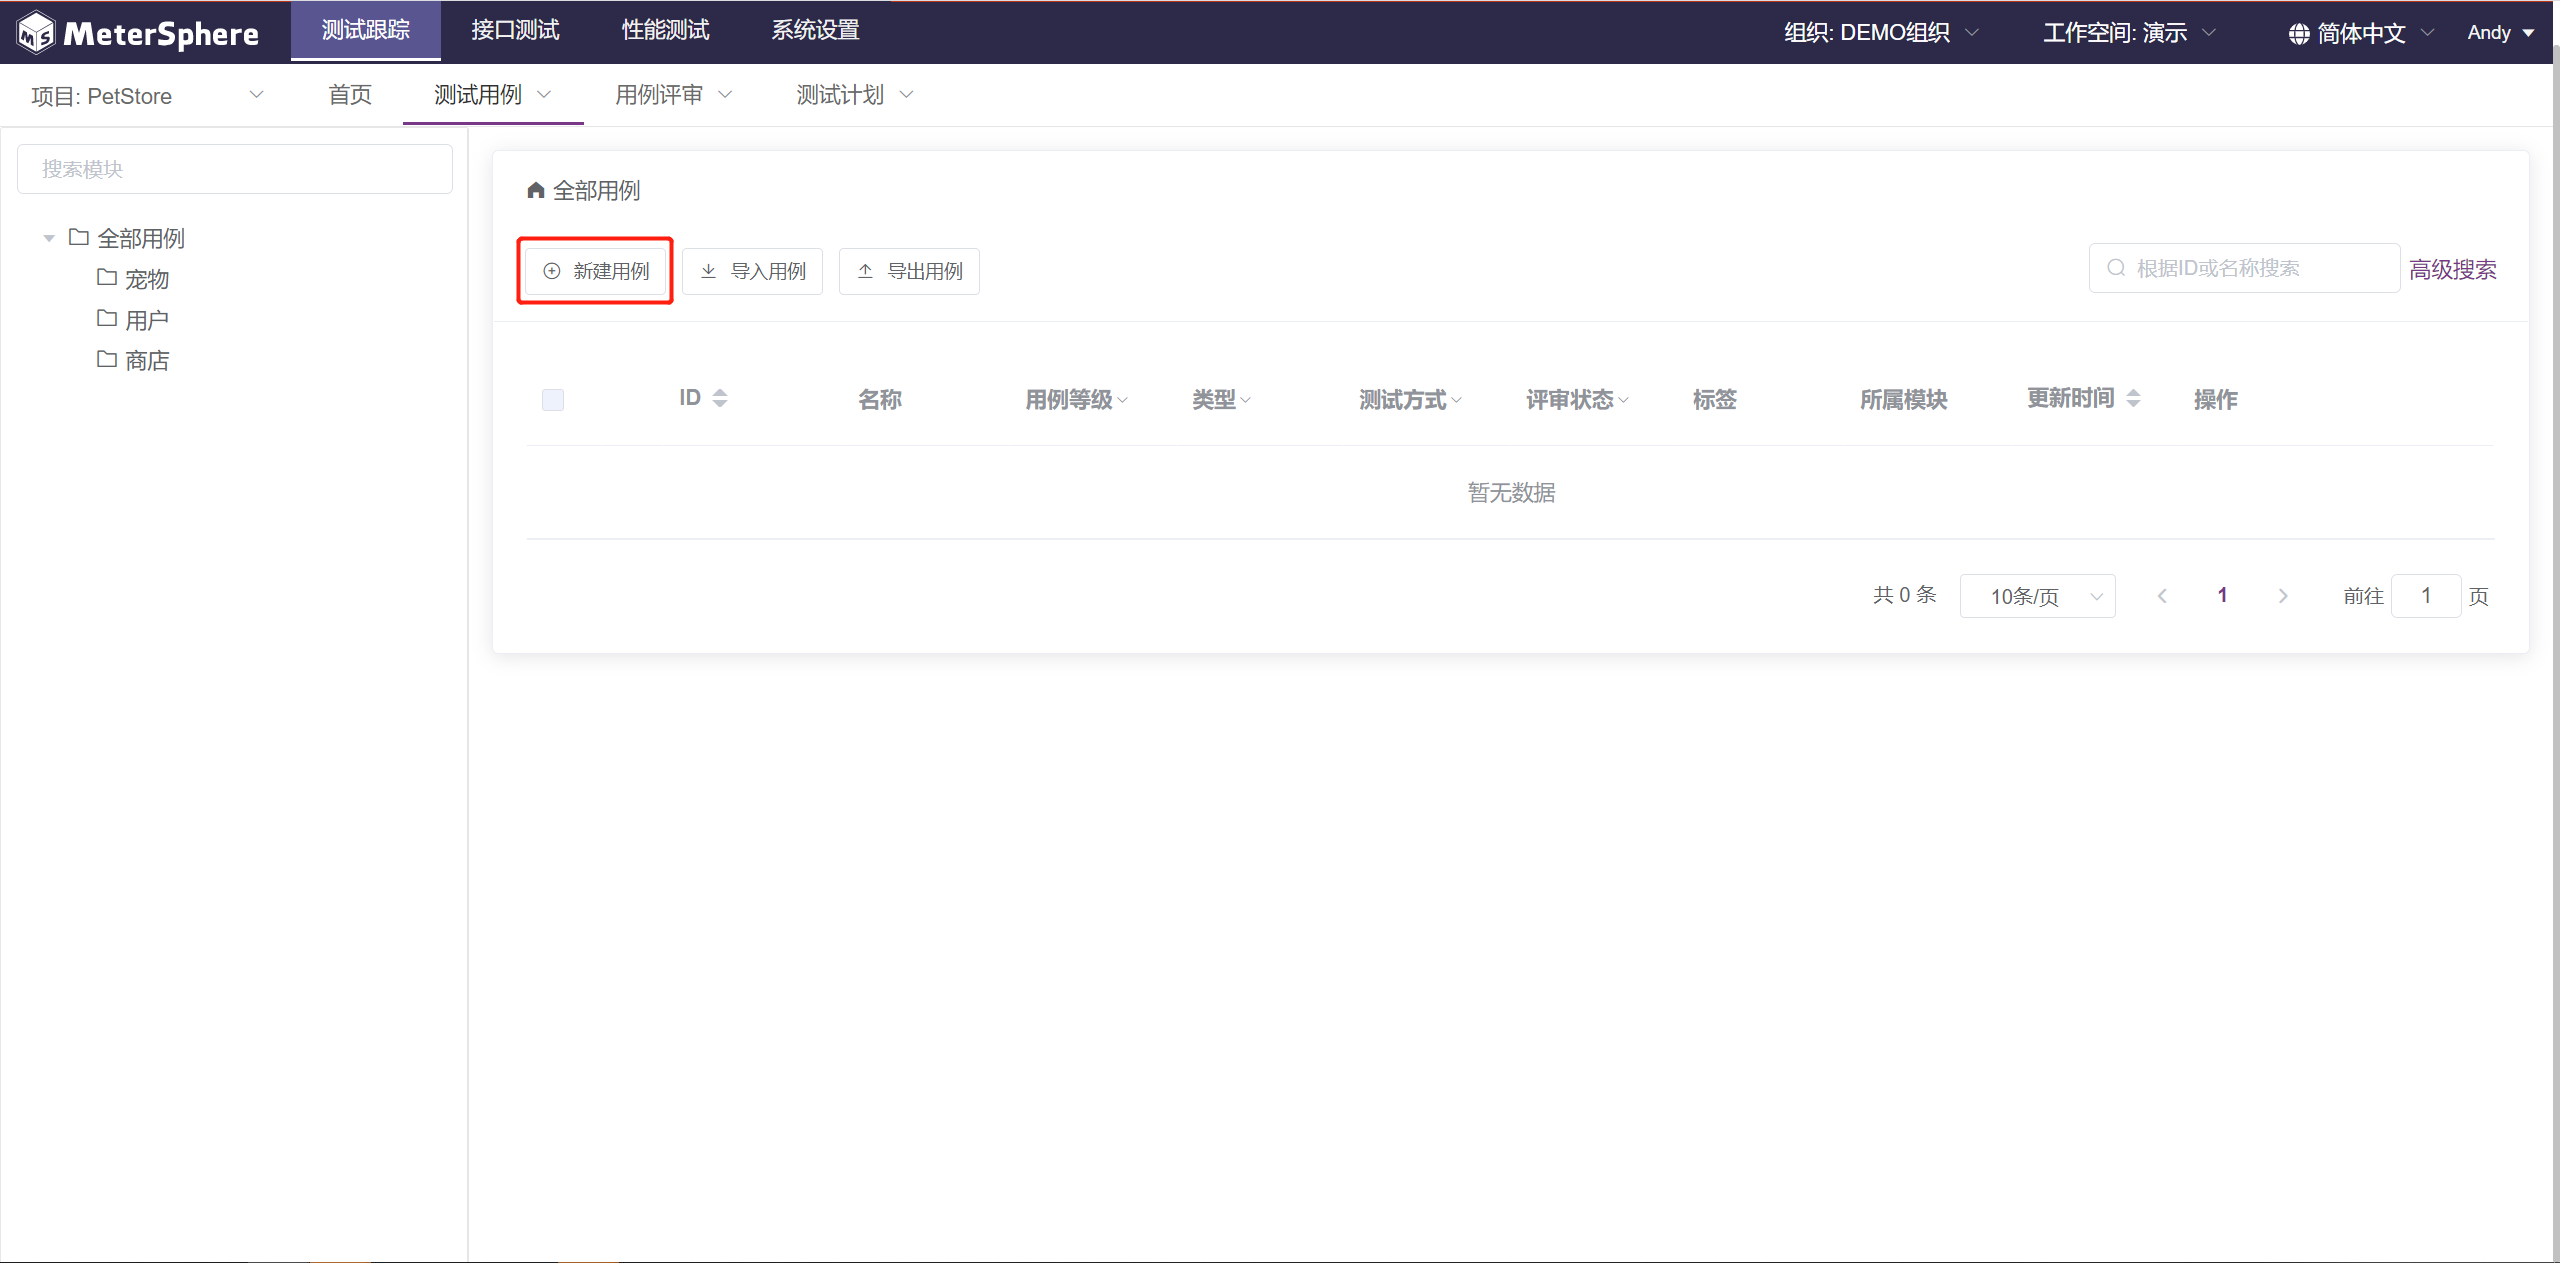 MeterSphere 测试跟踪 接口测试 性能测试 系统设置 组织: DEMO组织 工作空间: 演示 简体中文 Andy
项目: PetStore 首页 测试用例 用例评审 测试计划
搜索模块
全部用例
宠物
用户
商店
全部用例
新建用例 导入用例 导出用例 根据ID或名称搜索 高级搜索
ID 名称 用例等级 类型 测试方式 评审状态 标签 所属模块 更新时间 操作
暂无数据
共 0 条 10条/页 1 前往 1 页